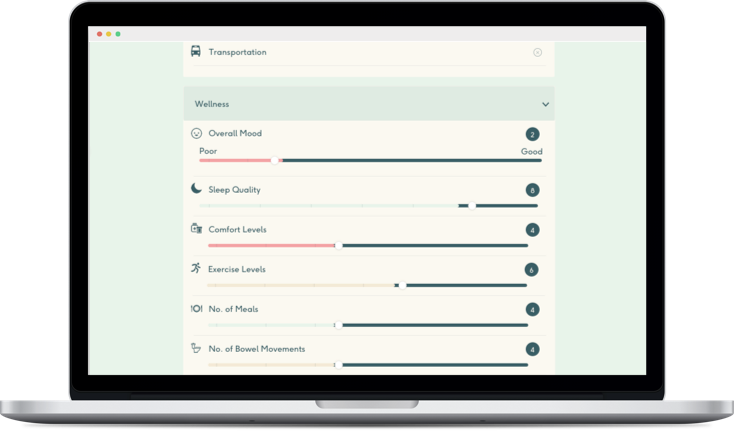 Transportation
Wellness
Overall Mood 2
Poor Good
Sleep Quality 8
Comfort Levels 4
Exercise Levels 6
No. of Meals 4
No. of Bowel Movements 4